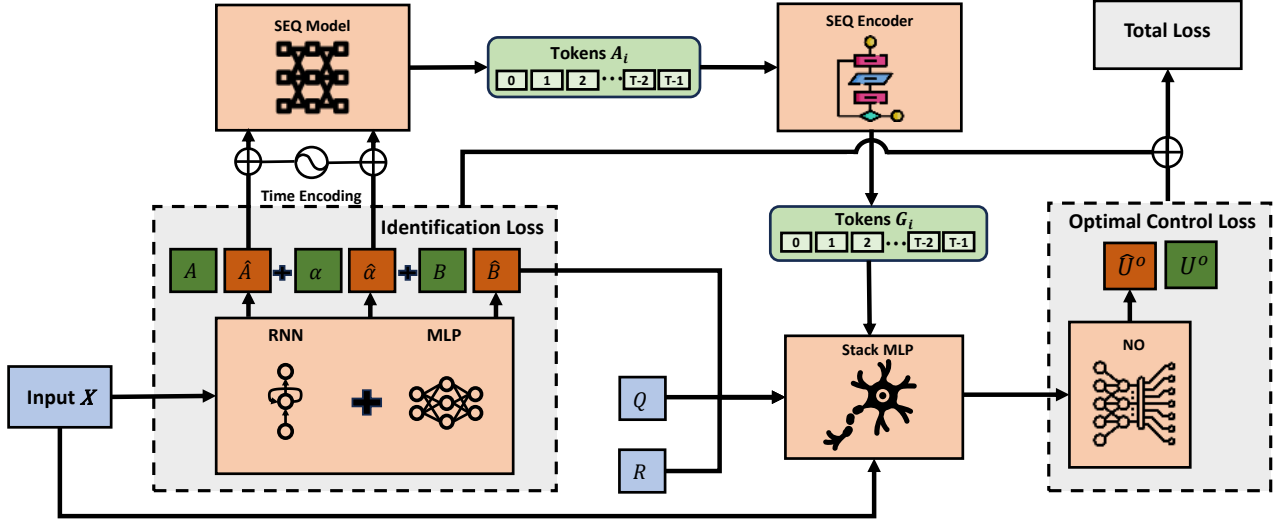 SEQ Model
Tokens A_i
0 1 2 ... T-2 T-1
SEQ Encoder
Total Loss
Time Encoding
Identification Loss
A Â + α α̂ + B B̂
RNN MLP
+
Input X
Tokens G_i
0 1 2 ... T-2 T-1
Q
R
Stack MLP
Optimal Control Loss
Û^o U^o
NO